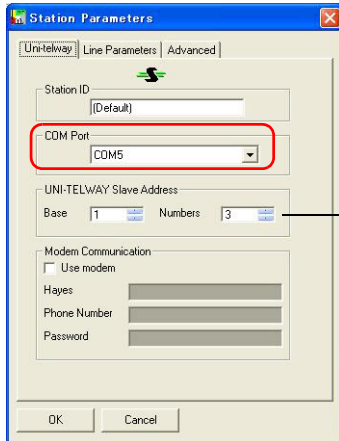 Station Parameters
Uni-telway Line Parameters Advanced
Station ID
(Default)
COM Port
COM5
UNI-TELWAY Slave Address
Base 1 Numbers 3
Modem Communication
Use modem
Hayes
Phone Number
Password
OK Cancel